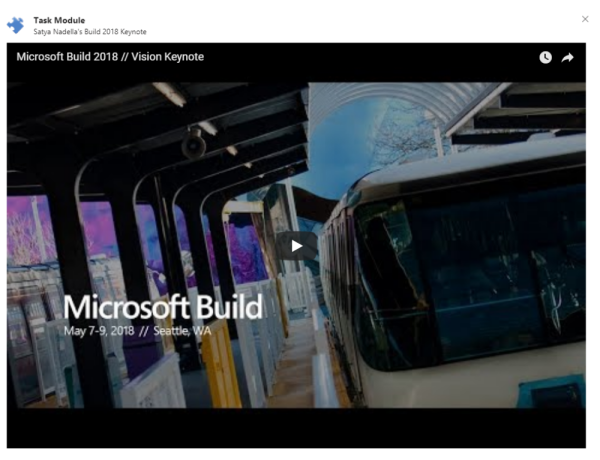 Task Module
Satya Nadella's Build 2018 Keynote
Microsoft Build 2018 // Vision Keynote
Microsoft Build
May 7-9, 2018 // Seattle, WA